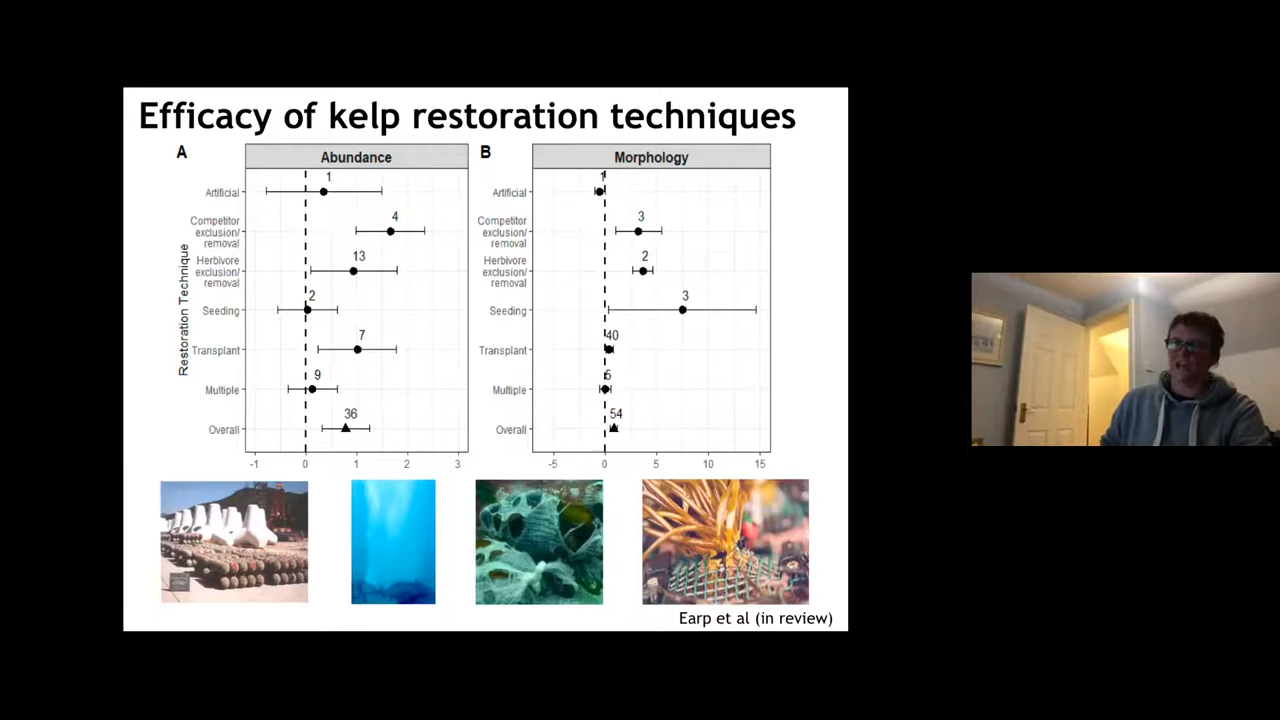 Efficacy of kelp restoration techniques
A
Abundance
Restoration Technique
Artificial
Competitor
exclusion/
removal
Herbivore
exclusion/
removal
Seeding
Transplant
Multiple
Overall
1
4
13
2
7
9
36
-1
0
1
2
3
B
Morphology
Artificial
Competitor
exclusion/
removal
Herbivore
exclusion/
removal
Seeding
Transplant
Multiple
Overall
1
3
2
3
40
5
54
-5
0
5
10
15
Earp et al (in review)